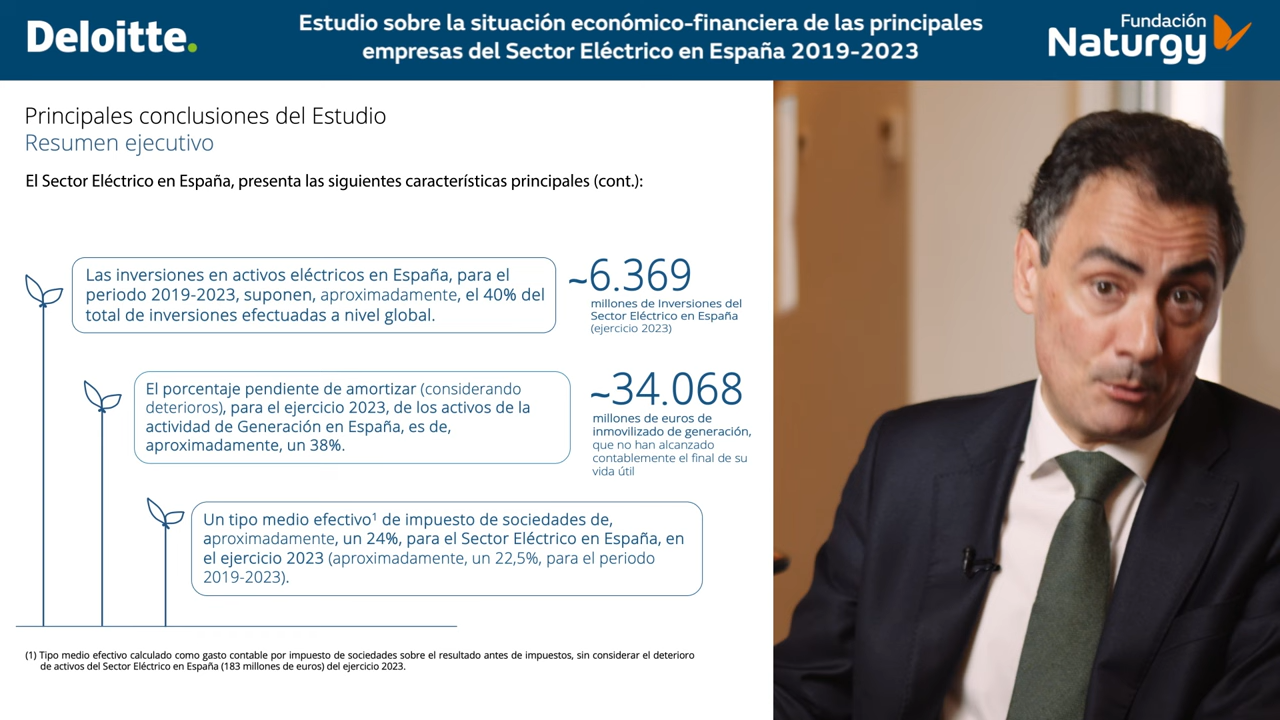 Deloitte.
Estudio sobre la situación económico-financiera de las principales
empresas del Sector Eléctrico en España 2019-2023
Fundación
Naturgy
Principales conclusiones del Estudio
Resumen ejecutivo
El Sector Eléctrico en España, presenta las siguientes características principales (cont.):
Las inversiones en activos eléctricos en España, para el
periodo 2019-2023, suponen, aproximadamente, el 40% del
total de inversiones efectuadas a nivel global.
~6.369
millones de Inversiones del
Sector Eléctrico en España
(ejercicio 2023)
El porcentaje pendiente de amortizar (considerando
deterioros), para el ejercicio 2023, de los activos de la
actividad de Generación en España, es de,
aproximadamente, un 38%.
~34.068
millones de euros de
inmovilizado de generación,
que no han alcanzado
contablemente el final de su
vida útil
Un tipo medio efectivo¹ de impuesto de sociedades de,
aproximadamente, un 24%, para el Sector Eléctrico en España, en
el ejercicio 2023 (aproximadamente, un 22,5%, para el periodo
2019-2023).
(1) Tipo medio efectivo calculado como gasto contable por impuesto de sociedades sobre el resultado antes de impuestos, sin considerar el deterioro
de activos del Sector Eléctrico en España (183 millones de euros) del ejercicio 2023.